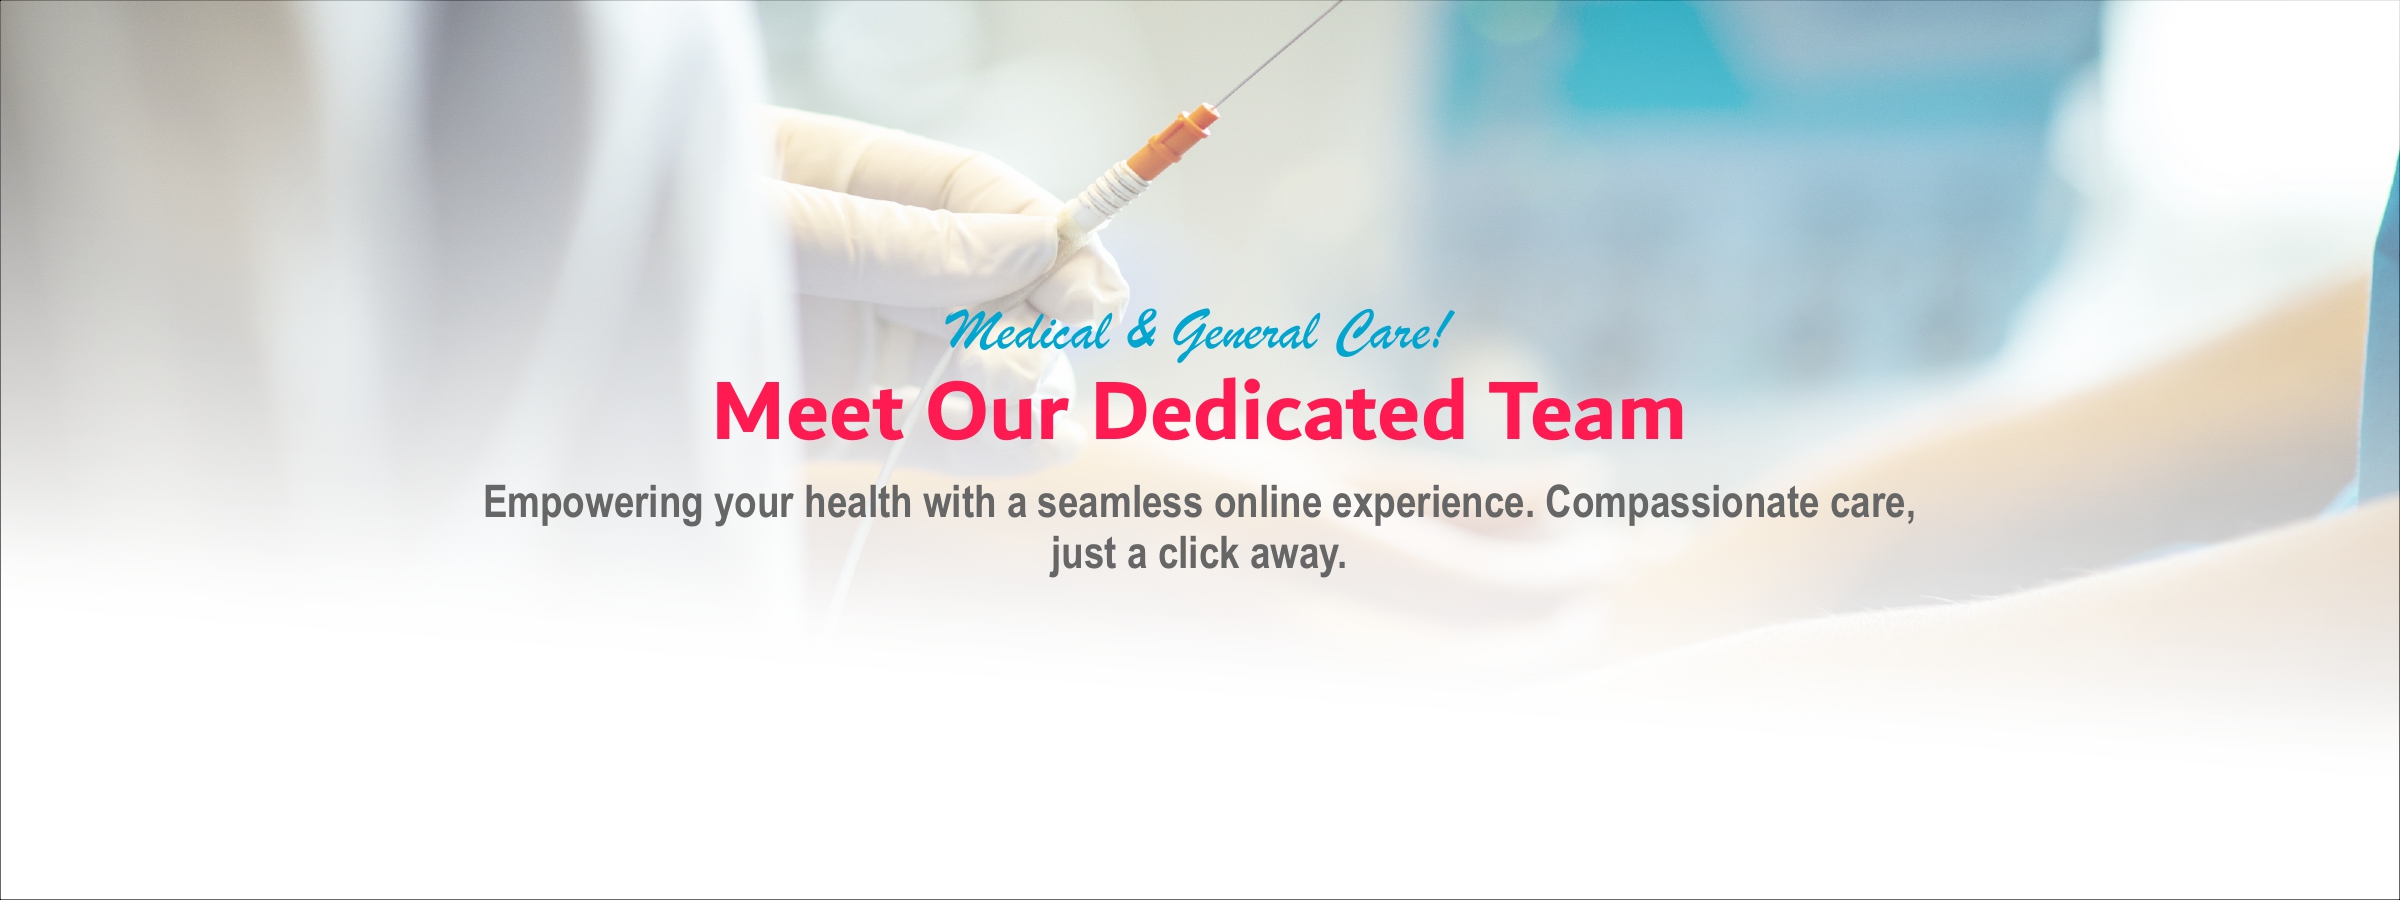 Medical & General Care!
Meet Our Dedicated Team
Empowering your health with a seamless online experience. Compassionate care,
just a click away.